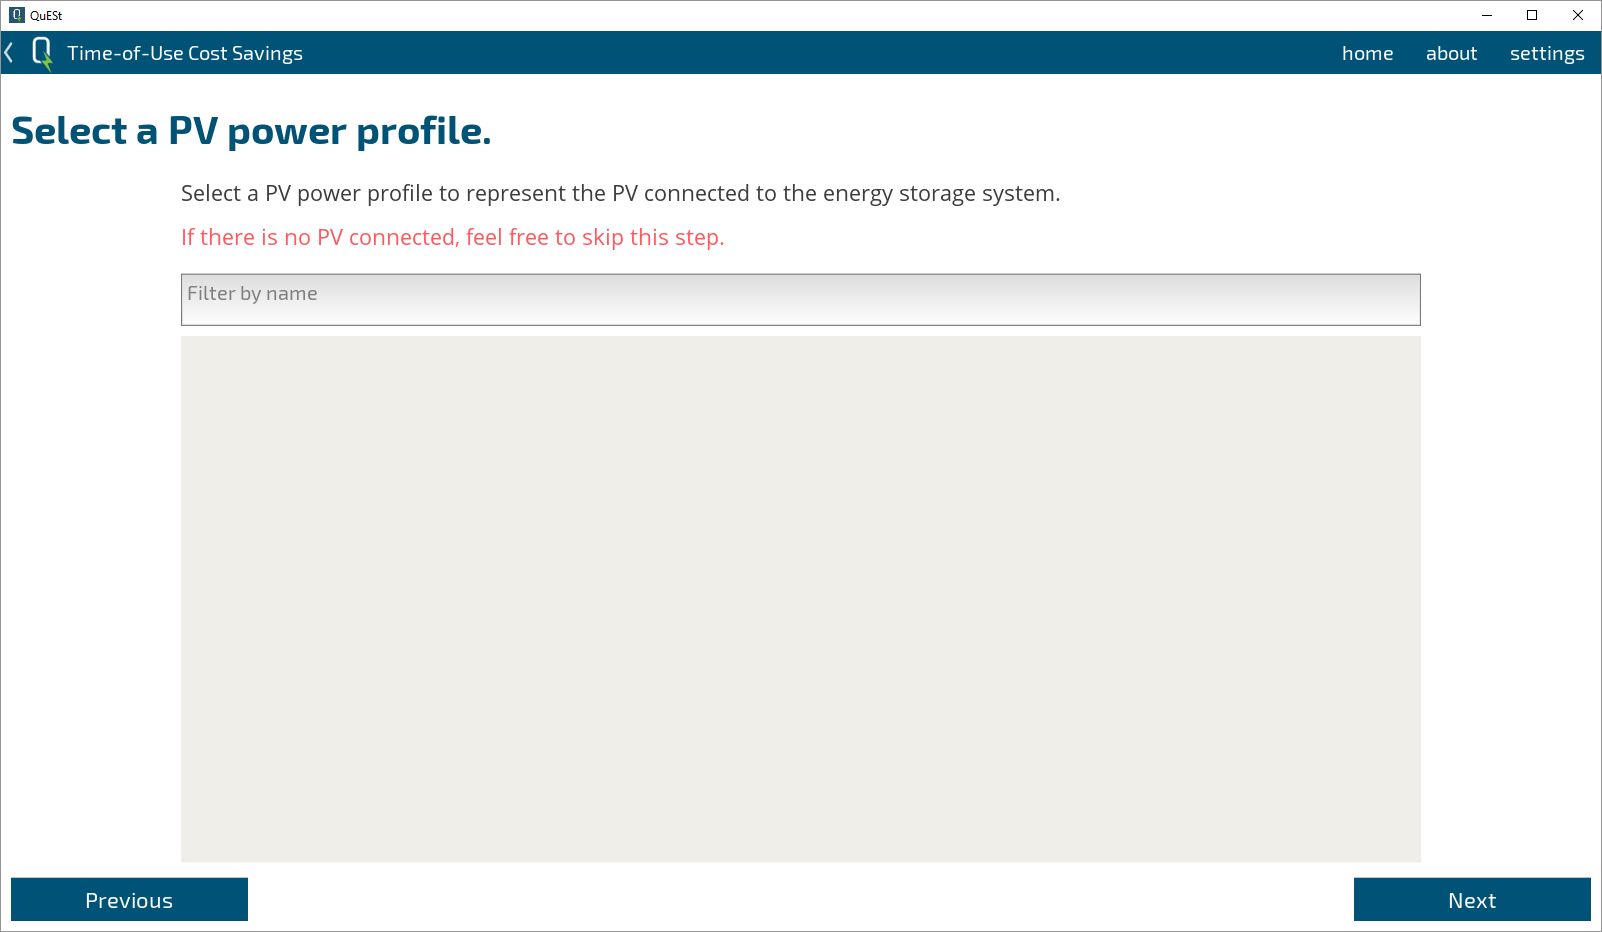 QuESt
Time-of-Use Cost Savings
home
about
settings
Select a PV power profile.
Select a PV power profile to represent the PV connected to the energy storage system.
If there is no PV connected, feel free to skip this step.
Filter by name
Previous
Next